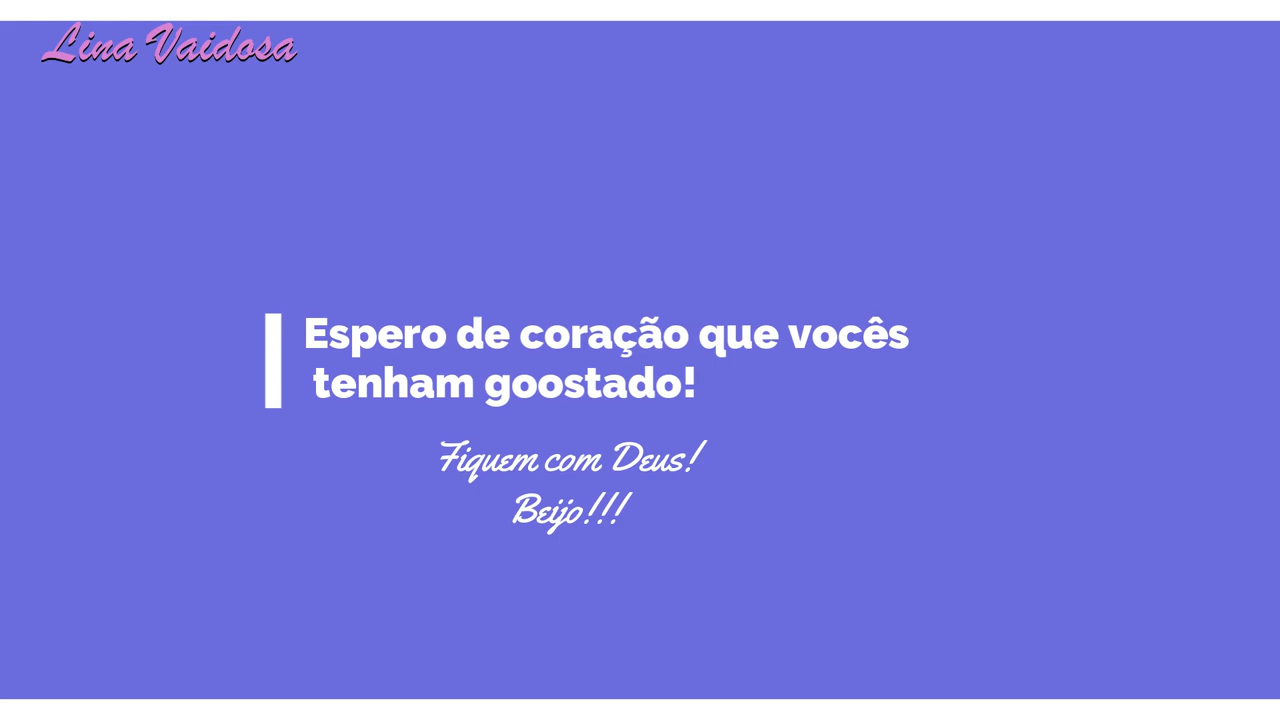 Lina Vaidosa
Espero de coração que vocês
tenham goostado!
Fiquem com Deus!
Beijo!!!